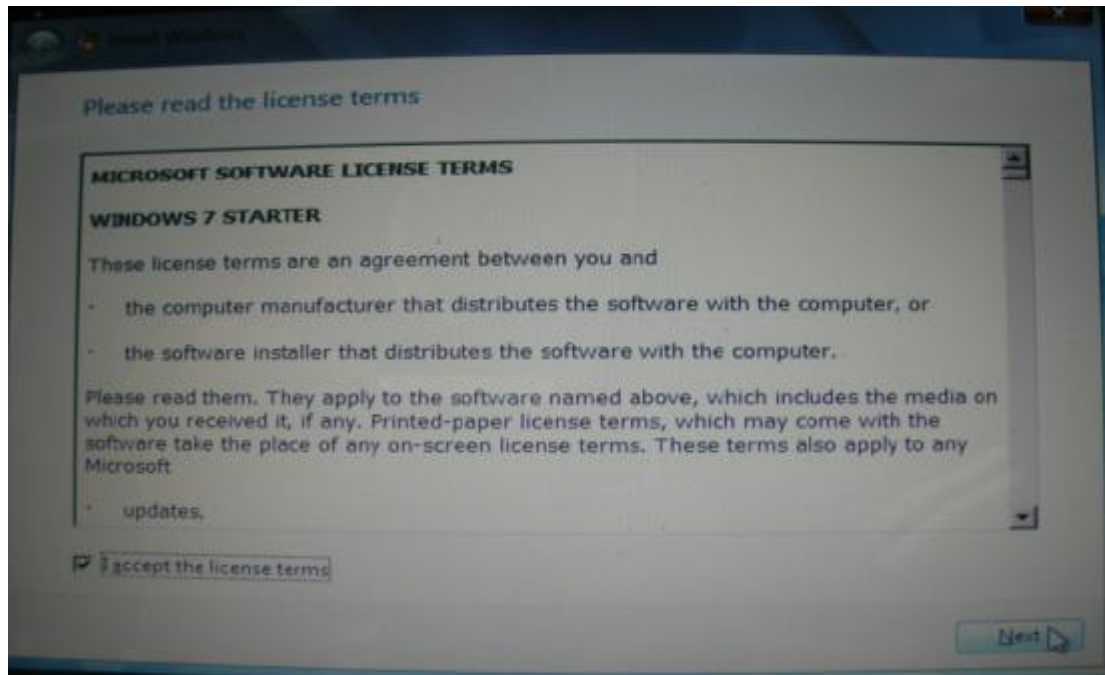 Install Windows
Please read the license terms
MICROSOFT SOFTWARE LICENSE TERMS
WINDOWS 7 STARTER
These license terms are an agreement between you and
· the computer manufacturer that distributes the software with the computer, or
· the software installer that distributes the software with the computer.
Please read them. They apply to the software named above, which includes the media on
which you received it, if any. Printed-paper license terms, which may come with the
software take the place of any on-screen license terms. These terms also apply to any
Microsoft
· updates,
I accept the license terms
Next